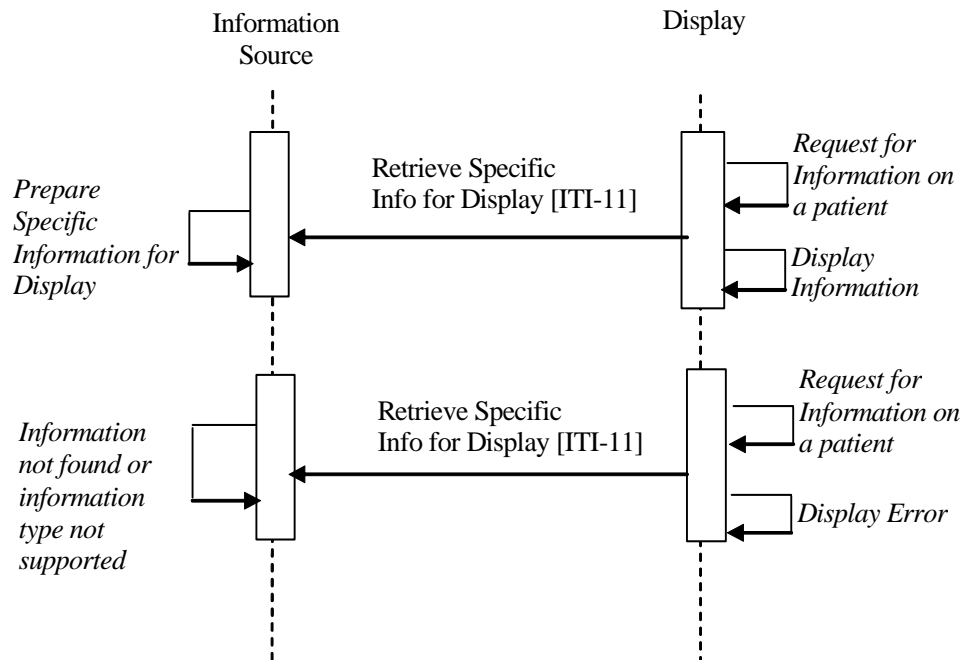 Information
Source
Display
Request for
Information on
a patient
Retrieve Specific
Info for Display [ITI-11]
Prepare
Specific
Information for
Display
Display
Information
Request for
Information on
a patient
Retrieve Specific
Info for Display [ITI-11]
Information
not found or
information
type not
supported
Display Error